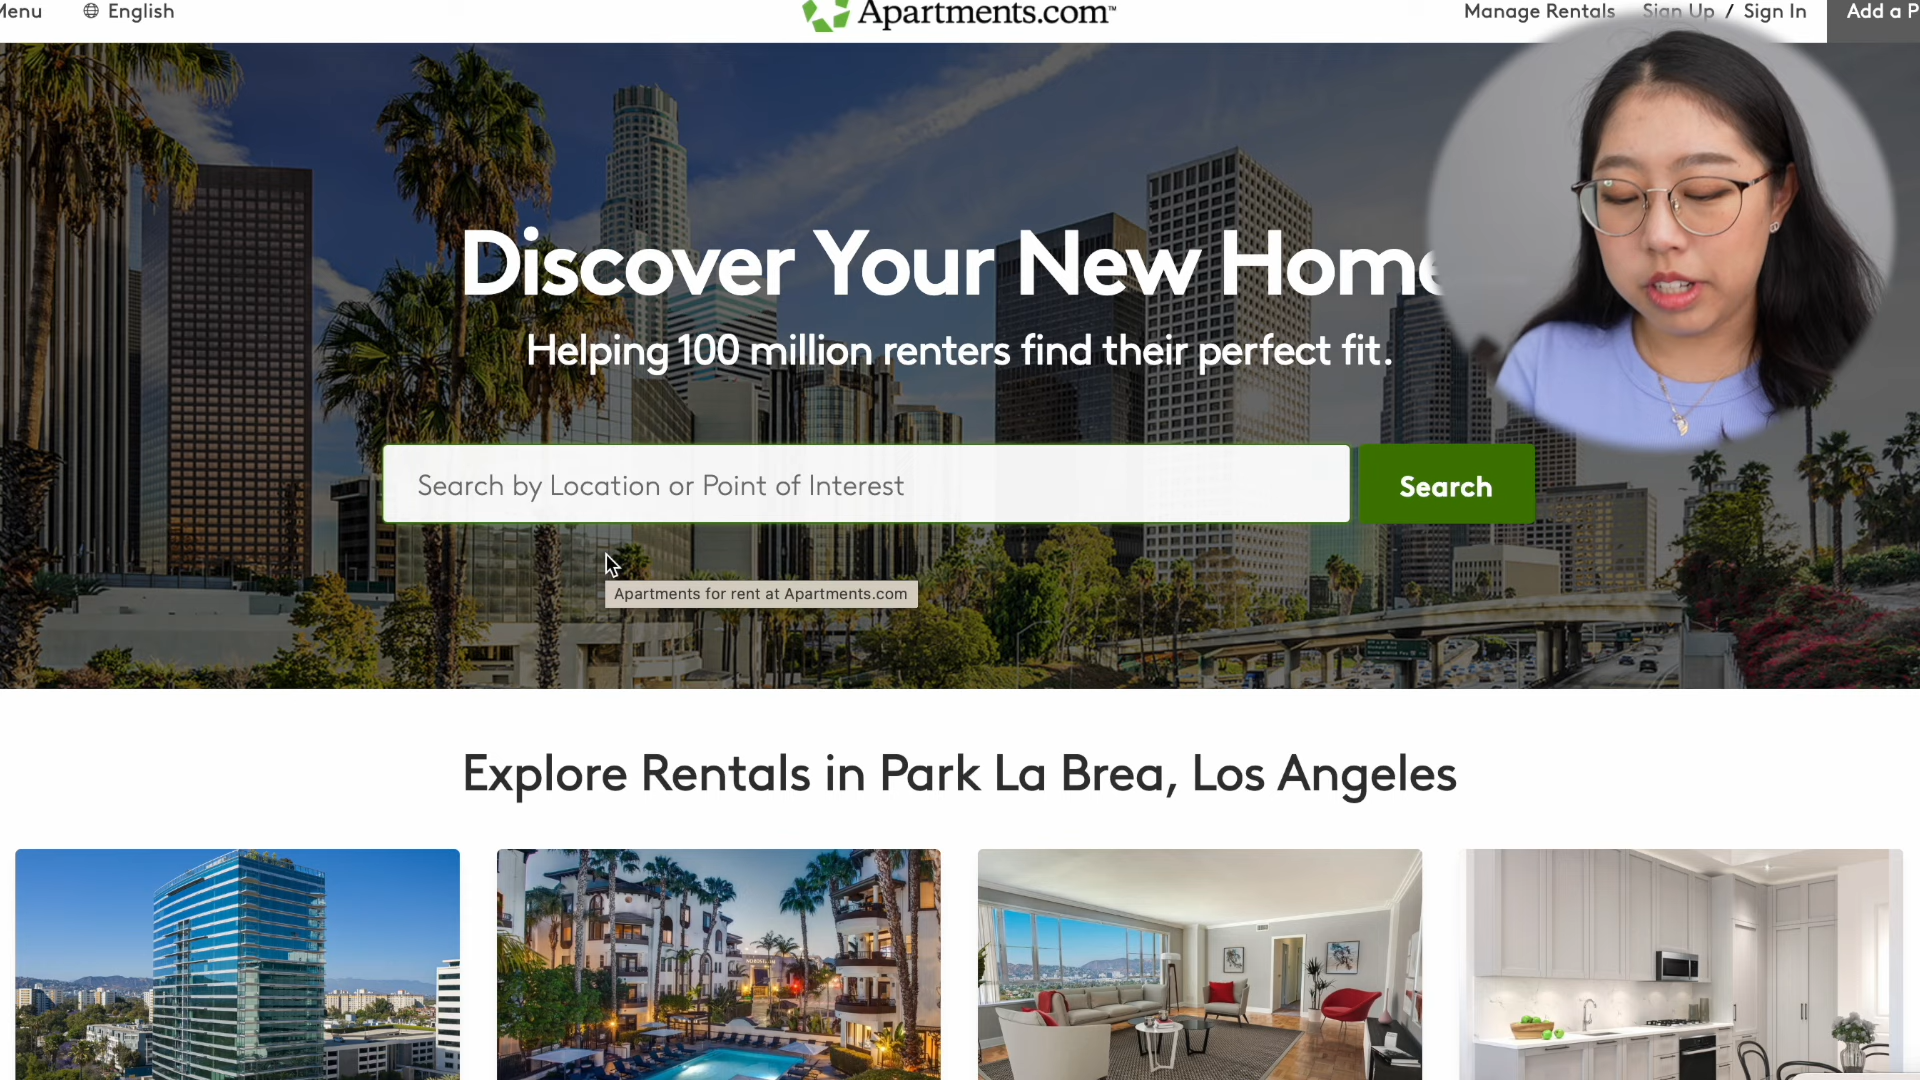 Menu
English
Apartments.com™
Manage Rentals
Sign Up / Sign In
Add a P
Discover Your New Home
Helping 100 million renters find their perfect fit.
Search by Location or Point of Interest
Search
Apartments for rent at Apartments.com
Explore Rentals in Park La Brea, Los Angeles